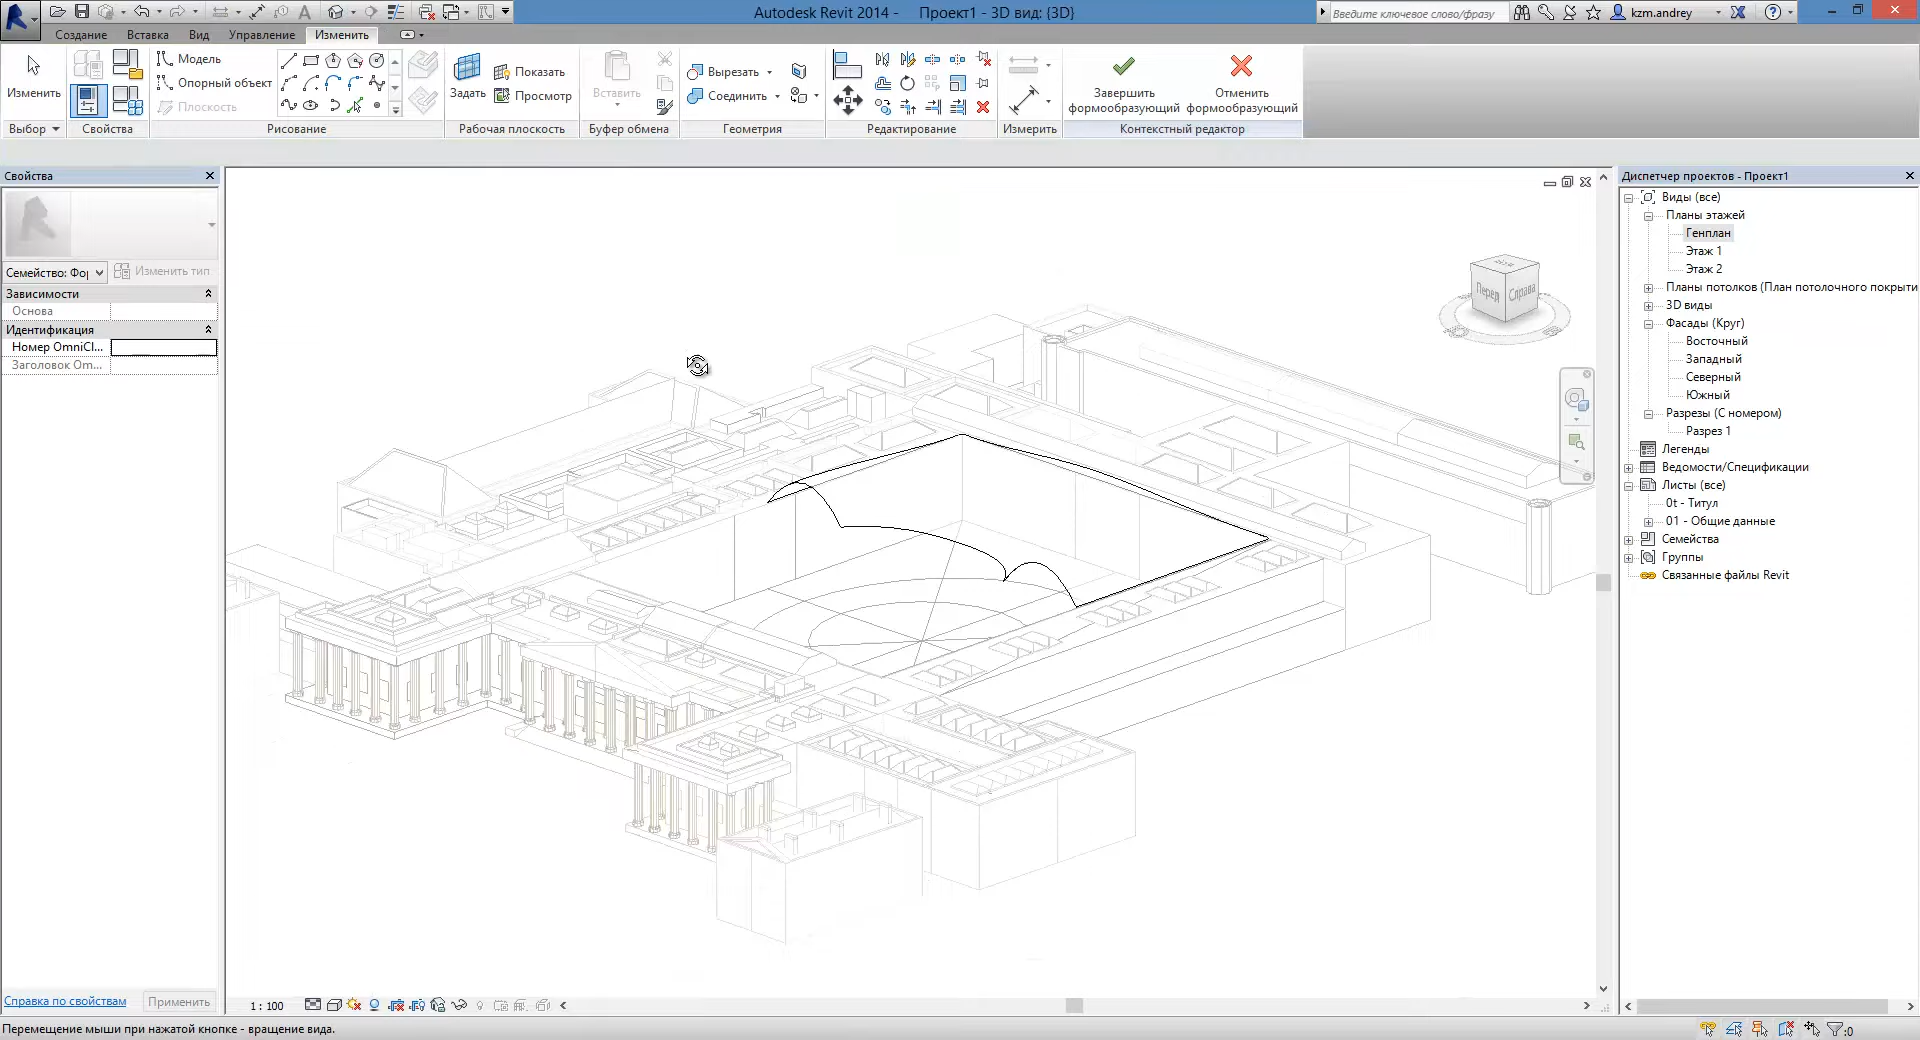 Autodesk Revit 2014 - Проект1 - 3D вид: {3D}
Введите ключевое слово/фразу
kzm.andrey
Создание
Вставка
Вид
Управление
Изменить
Изменить
Выбор
Свойства
Модель
Опорный объект
Плоскость
Рисование
Задать
Показать
Просмотр
Рабочая плоскость
Вставить
Буфер обмена
Вырезать
Соединить
Геометрия
Редактирование
Измерить
Завершить
формообразующий
Отменить
формообразующий
Контекстный редактор
Свойства
Семейство: Фор
Изменить тип
Зависимости
Основа
Идентификация
Номер OmniCl...
Заголовок Om...
Справка по свойствам
Применить
Перед
Справа
1 : 100
Диспетчер проектов - Проект1
Виды (все)
Планы этажей
Генплан
Этаж 1
Этаж 2
Планы потолков (План потолочного покрыти
3D виды
Фасады (Круг)
Восточный
Западный
Северный
Южный
Разрезы (С номером)
Разрез 1
Легенды
Ведомости/Спецификации
Листы (все)
0t - Титул
01 - Общие данные
Семейства
Группы
Связанные файлы Revit
Перемещение мыши при нажатой кнопке - вращение вида.
:0